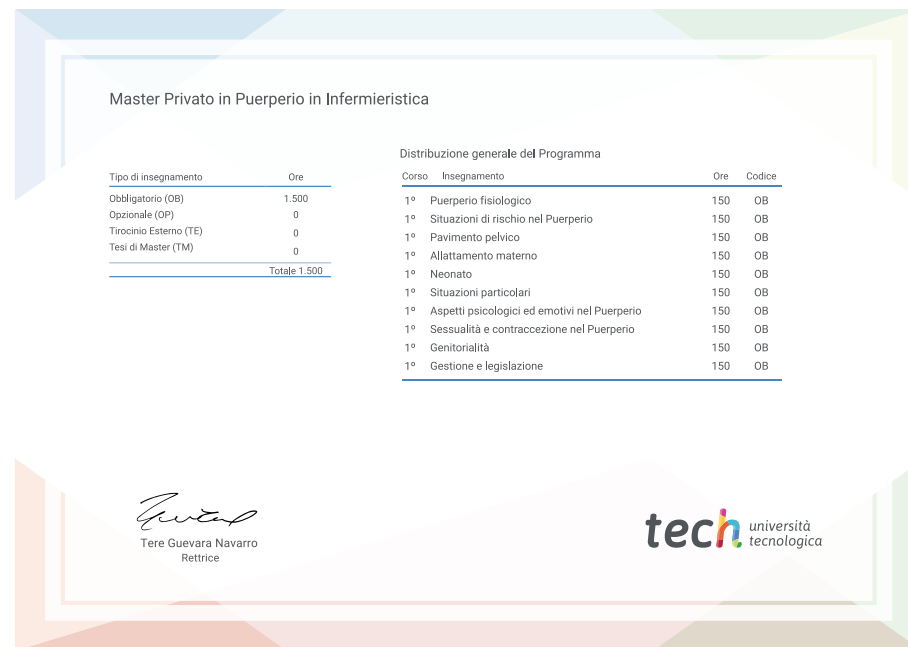 Master Privato in Puerperio in Infermieristica
Tipo di insegnamento Ore
Obbligatorio (OB) 1.500
Opzionale (OP) 0
Tirocinio Esterno (TE) 0
Tesi di Master (TM) 0
Totale 1.500
Distribuzione generale del Programma
Corso Insegnamento Ore Codice
1º Puerperio fisiologico 150 OB
1º Situazioni di rischio nel Puerperio 150 OB
1º Pavimento pelvico 150 OB
1º Allattamento materno 150 OB
1º Neonato 150 OB
1º Situazioni particolari 150 OB
1º Aspetti psicologici ed emotivi nel Puerperio 150 OB
1º Sessualità e contraccezione nel Puerperio 150 OB
1º Genitorialità 150 OB
1º Gestione e legislazione 150 OB
Tere Guevara Navarro
Rettrice
tech università
tecnologica